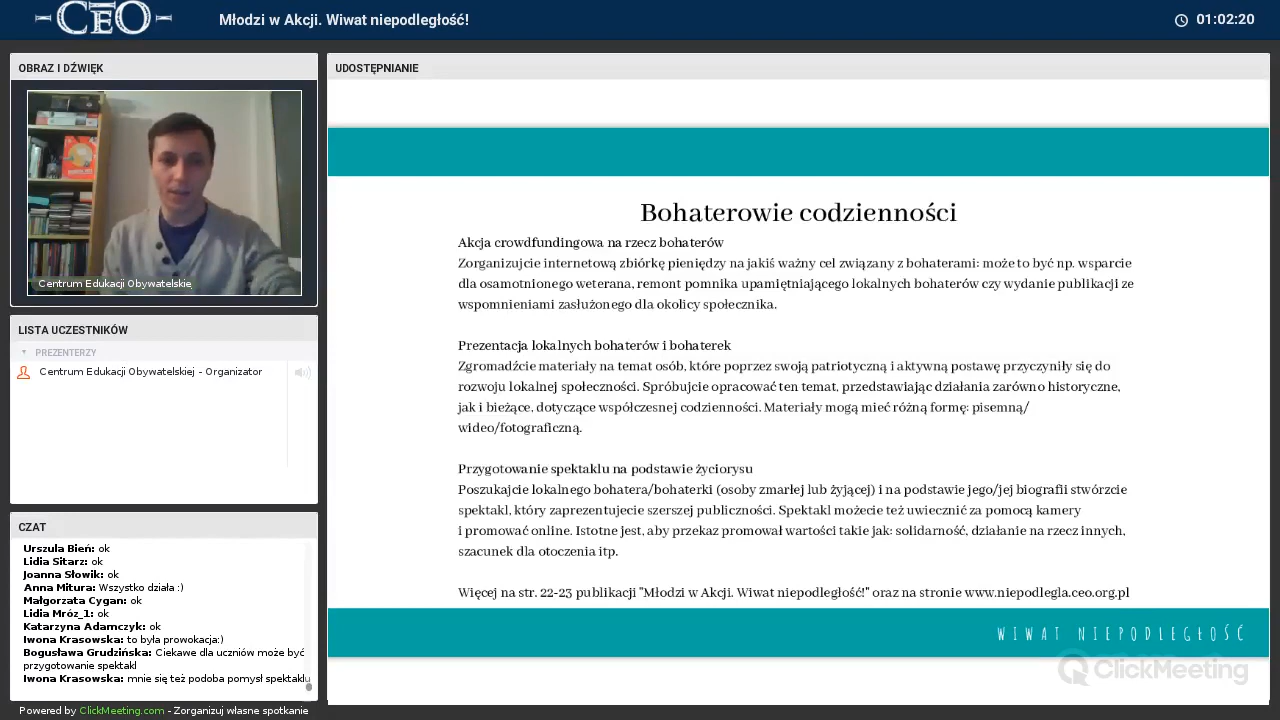 CEO
Młodzi w Akcji. Wiwat niepodległość!
01:02:20
OBRAZ I DŹWIĘK
Centrum Edukacji Obywatelskie
LISTA UCZESTNIKÓW
PREZENTERZY
Centrum Edukacji Obywatelskiej - Organizator
CZAT
Urszula Bień: ok
Lidia Sitarz: ok
Joanna Słowik: ok
Anna Mitura: Wszystko działa :)
Małgorzata Cygan: ok
Lidia Mróz_1: ok
Katarzyna Adamczyk: ok
Iwona Krasowska: to była prowokacja:)
Bogusława Grudzińska: Ciekawe dla uczniów może być
przygotowanie spektakl
Iwona Krasowska: mnie się też podoba pomysł spektaklu
Powered by ClickMeeting.com - Zorganizuj własne spotkanie
UDOSTĘPNIANIE
Bohaterowie codzienności
Akcja crowdfundingowa na rzecz bohaterów
Zorganizujcie internetową zbiórkę pieniędzy na jakiś ważny cel związany z bohaterami: może to być np. wsparcie
dla osamotnionego weterana, remont pomnika upamiętniającego lokalnych bohaterów czy wydanie publikacji ze
wspomnieniami zasłużonego dla okolicy społecznika.
Prezentacja lokalnych bohaterów i bohaterek
Zgromadźcie materiały na temat osób, które poprzez swoją patriotyczną i aktywną postawę przyczyniły się do
rozwoju lokalnej społeczności. Spróbujcie opracować ten temat, przedstawiając działania zarówno historyczne,
jak i bieżące, dotyczące współczesnej codzienności. Materiały mogą mieć różną formę: pisemną/
wideo/fotograficzną.
Przygotowanie spektaklu na podstawie życiorysu
Poszukajcie lokalnego bohatera/bohaterki (osoby zmarłej lub żyjącej) i na podstawie jego/jej biografii stwórzcie
spektakl, który zaprezentujecie szerszej publiczności. Spektakl możecie też uwiecznić za pomocą kamery
i promować online. Istotne jest, aby przekaz promował wartości takie jak: solidarność, działanie na rzecz innych,
szacunek dla otoczenia itp.
Więcej na str. 22-23 publikacji "Młodzi w Akcji. Wiwat niepodległość!" oraz na stronie www.niepodlegla.ceo.org.pl
WIWAT NIEPODLEGŁOŚĆ
ClickMeeting